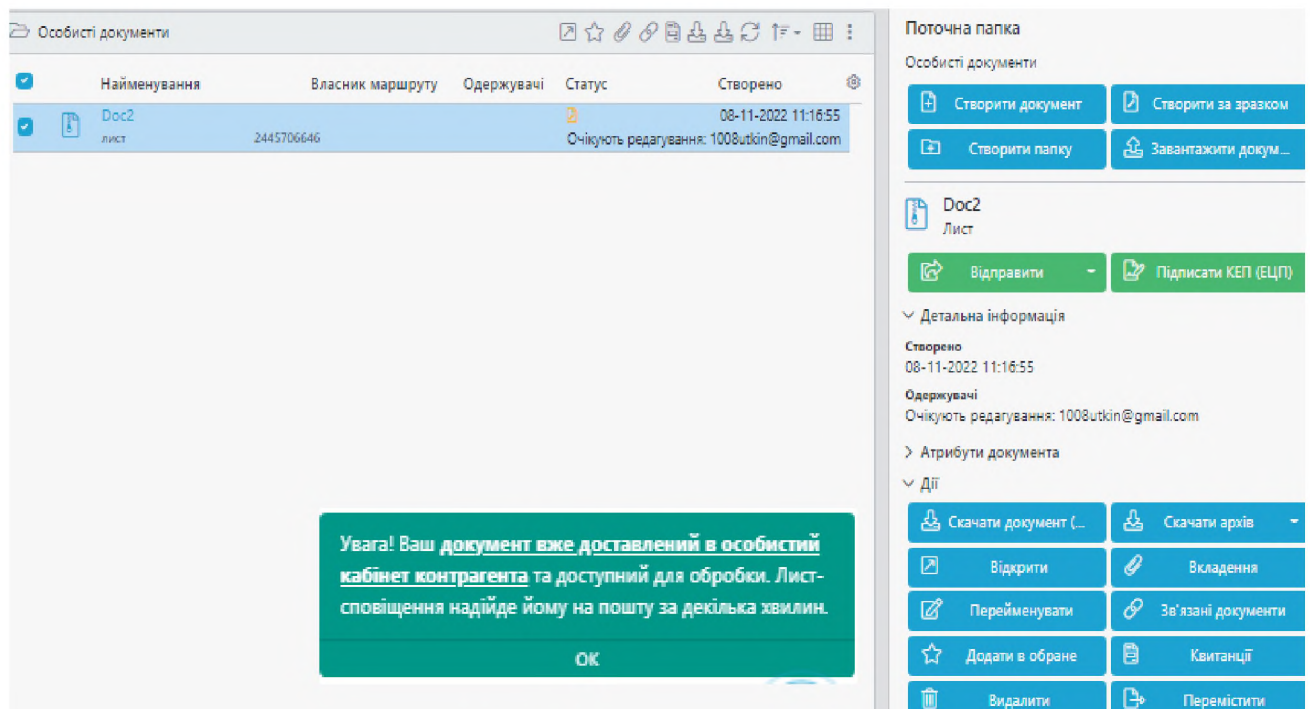 Особисті документи
Найменування Власник маршруту Одержувачі Статус Створено
Doc2 08-11-2022 11:16:55
лист 2445706646 Очікують редагування: 1008utkin@gmail.com
Увага! Ваш документ вже доставлений в особистий
кабінет контрагента та доступний для обробки. Лист-
сповіщення надійде йому на пошту за декілька хвилин.
ОК
Поточна папка
Особисті документи
Створити документ Створити за зразком
Створити папку Завантажити докум...
Doc2
Лист
Відправити Підписати КЕП (ЕЦП)
Детальна інформація
Створено
08-11-2022 11:16:55
Одержувачі
Очікують редагування: 1008utkin@gmail.com
Атрибути документа
Дії
Скачати документ (... Скачати архів
Відкрити Вкладення
Перейменувати Зв'язані документи
Додати в обране Квитанції
Видалити Перемістити